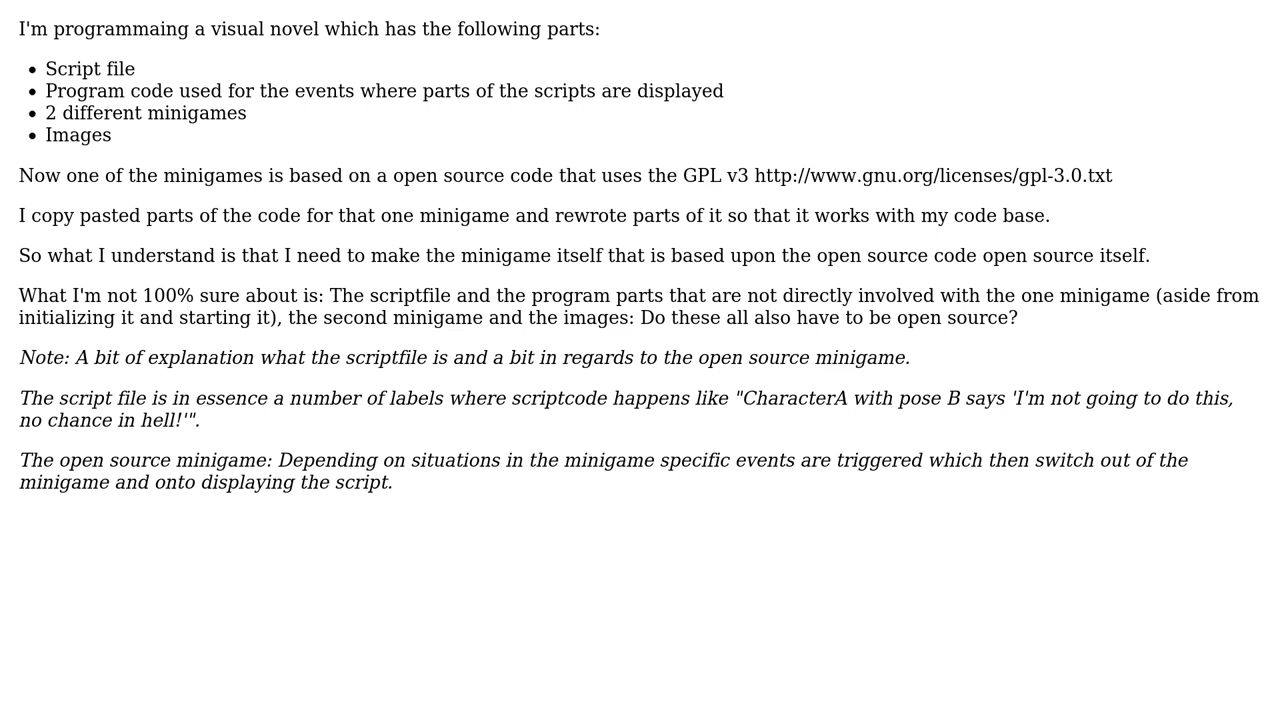 I'm programmaing a visual novel which has the following parts:
• Script file
• Program code used for the events where parts of the scripts are displayed
• 2 different minigames
• Images
Now one of the minigames is based on a open source code that uses the GPL v3 http://www.gnu.org/licenses/gpl-3.0.txt
I copy pasted parts of the code for that one minigame and rewrote parts of it so that it works with my code base.
So what I understand is that I need to make the minigame itself that is based upon the open source code open source itself.
What I'm not 100% sure about is: The scriptfile and the program parts that are not directly involved with the one minigame (aside from
initializing it and starting it), the second minigame and the images: Do these all also have to be open source?
Note: A bit of explanation what the scriptfile is and a bit in regards to the open source minigame.
The script file is in essence a number of labels where scriptcode happens like "CharacterA with pose B says 'I'm not going to do this,
no chance in hell!'".
The open source minigame: Depending on situations in the minigame specific events are triggered which then switch out of the
minigame and onto displaying the script.